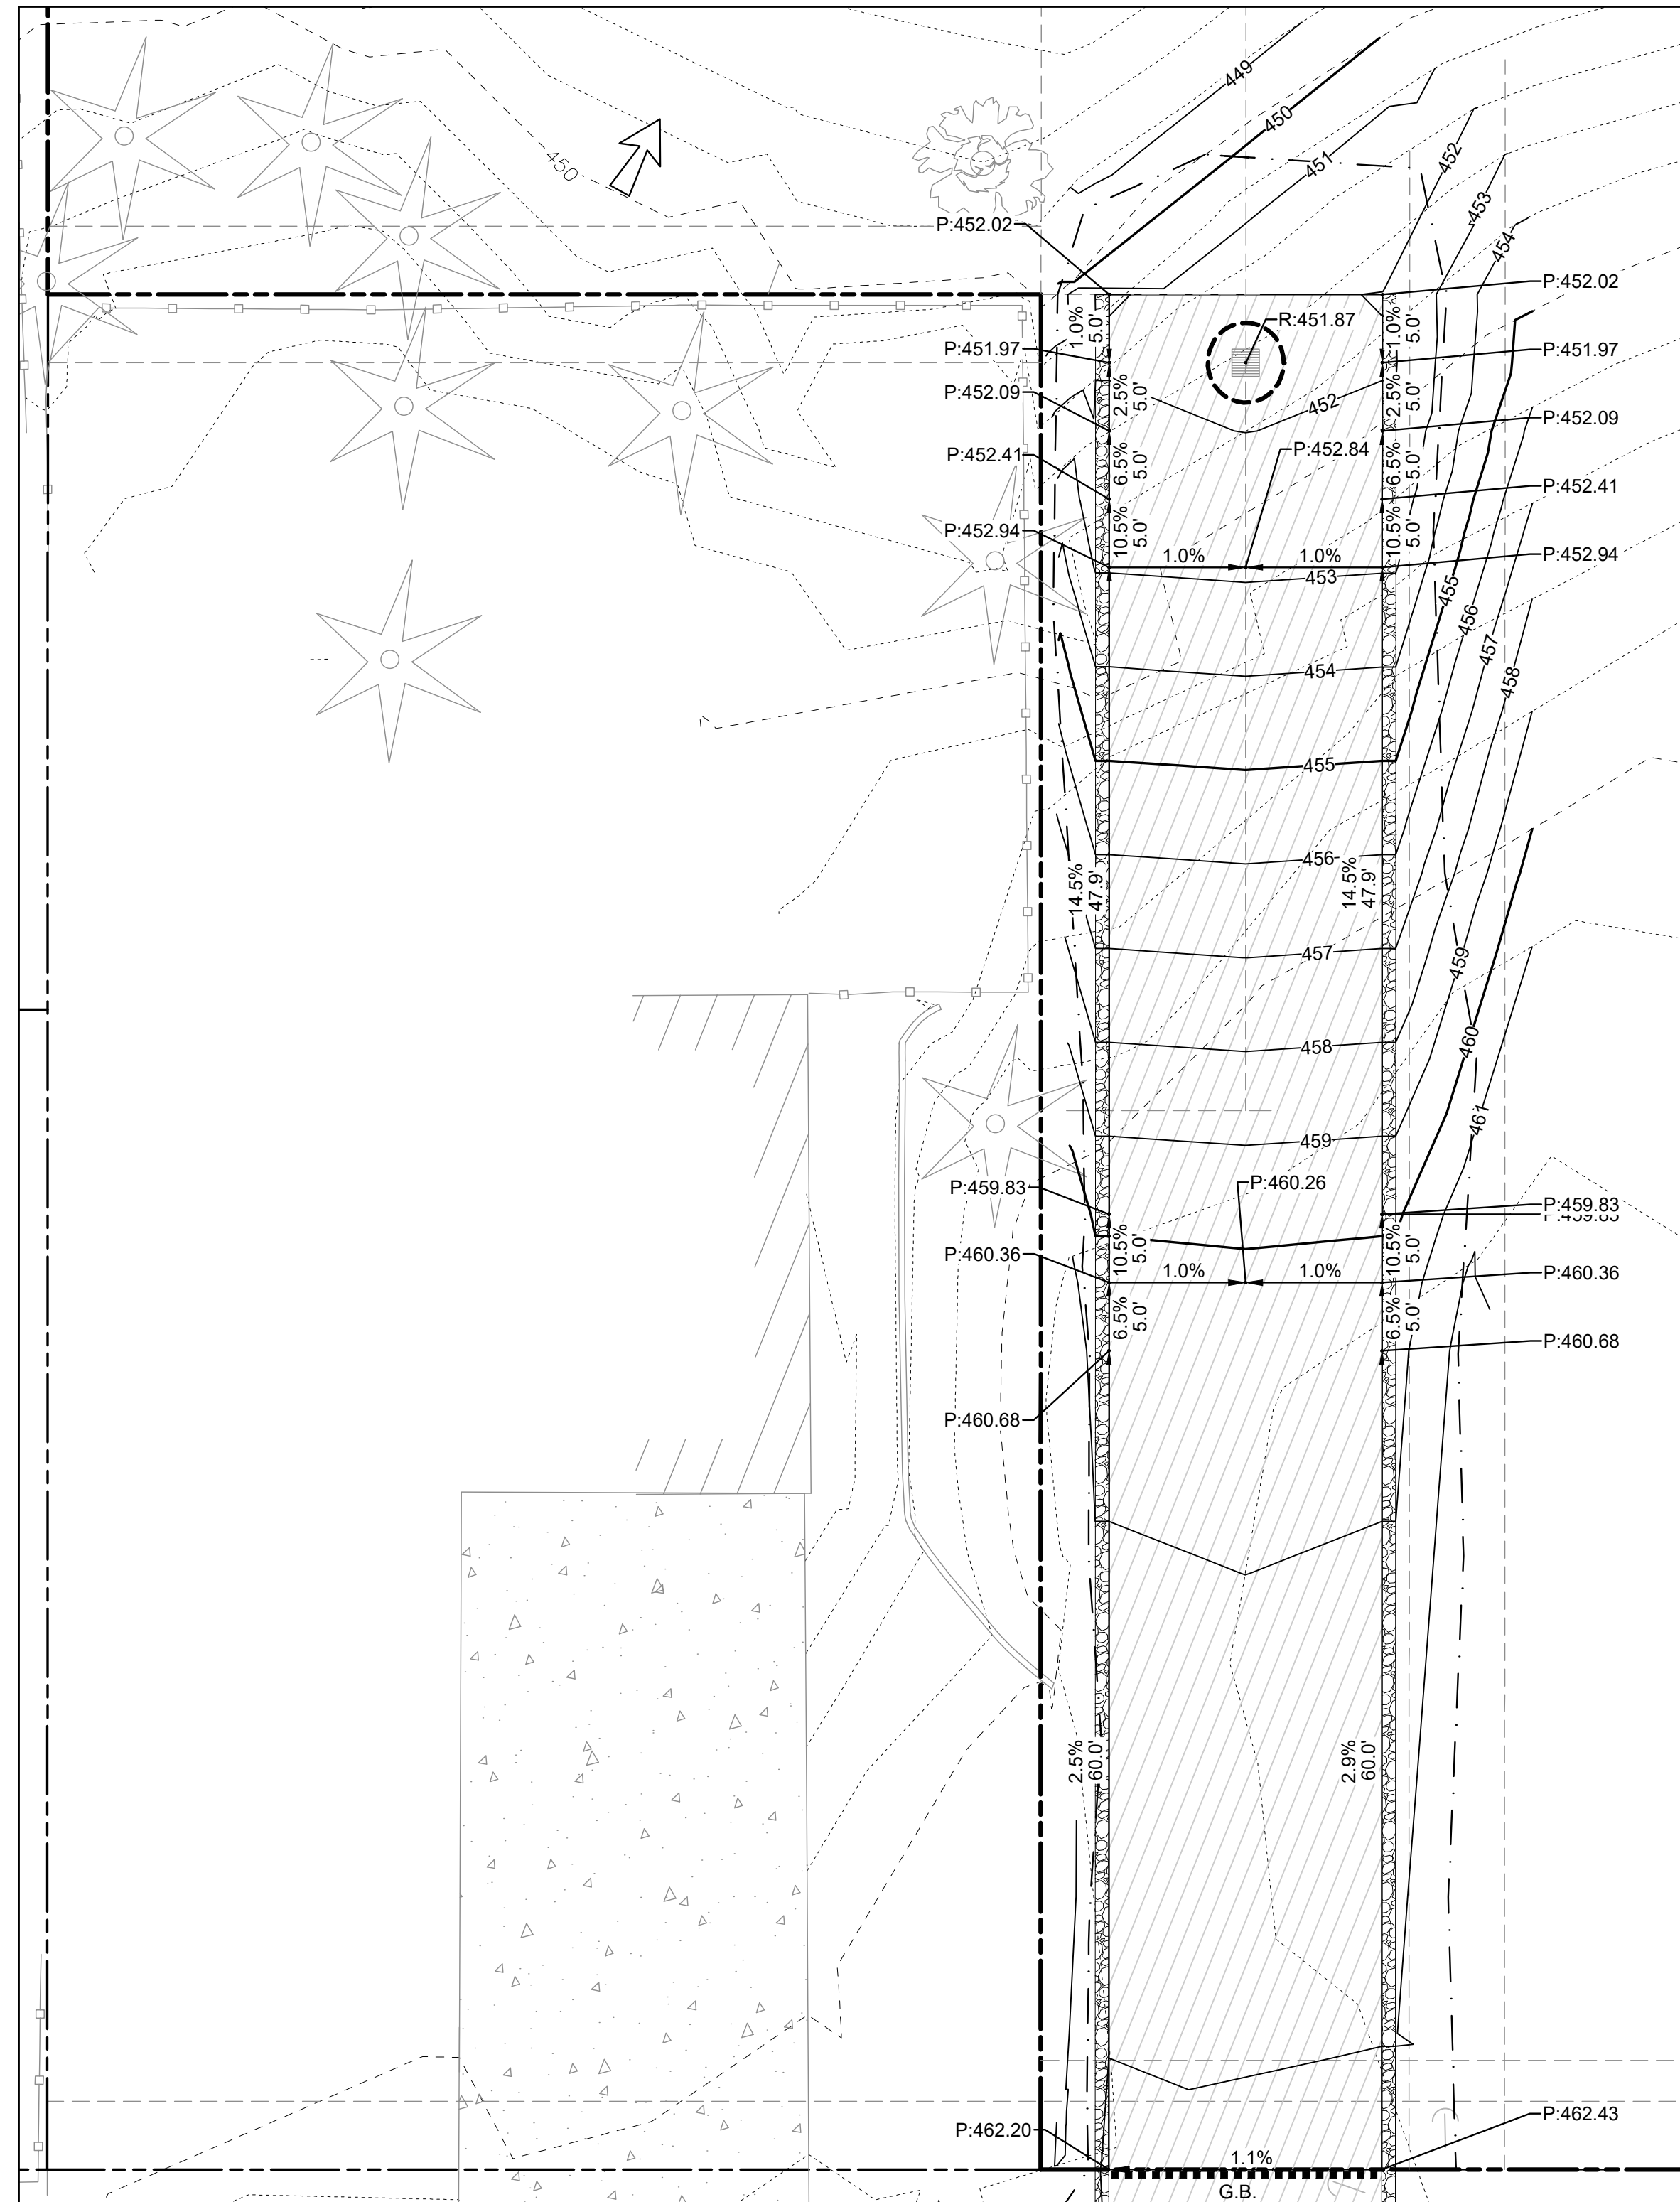 449
450
450
451
452
453
454
P:452.02
P:452.02
1.0%
5.0'
R:451.87
1.0%
5.0'
P:451.97
P:451.97
2.5%
5.0'
2.5%
5.0'
P:452.09
452
P:452.09
P:452.41
6.5%
5.0'
P:452.84
6.5%
5.0'
P:452.41
P:452.94
10.5%
5.0'
10.5%
5.0'
P:452.94
1.0%
1.0%
453
455
456
457
458
454
455
456
14.5%
47.9'
14.5%
47.9'
457
459
458
460
459
461
P:459.83
P:460.26
P:459.83
P:459.83
P:460.36
10.5%
5.0'
10.5%
5.0'
1.0%
1.0%
P:460.36
6.5%
5.0'
6.5%
5.0'
P:460.68
P:460.68
2.5%
60.0'
2.9%
60.0'
P:462.20
P:462.43
1.1%
G.B.